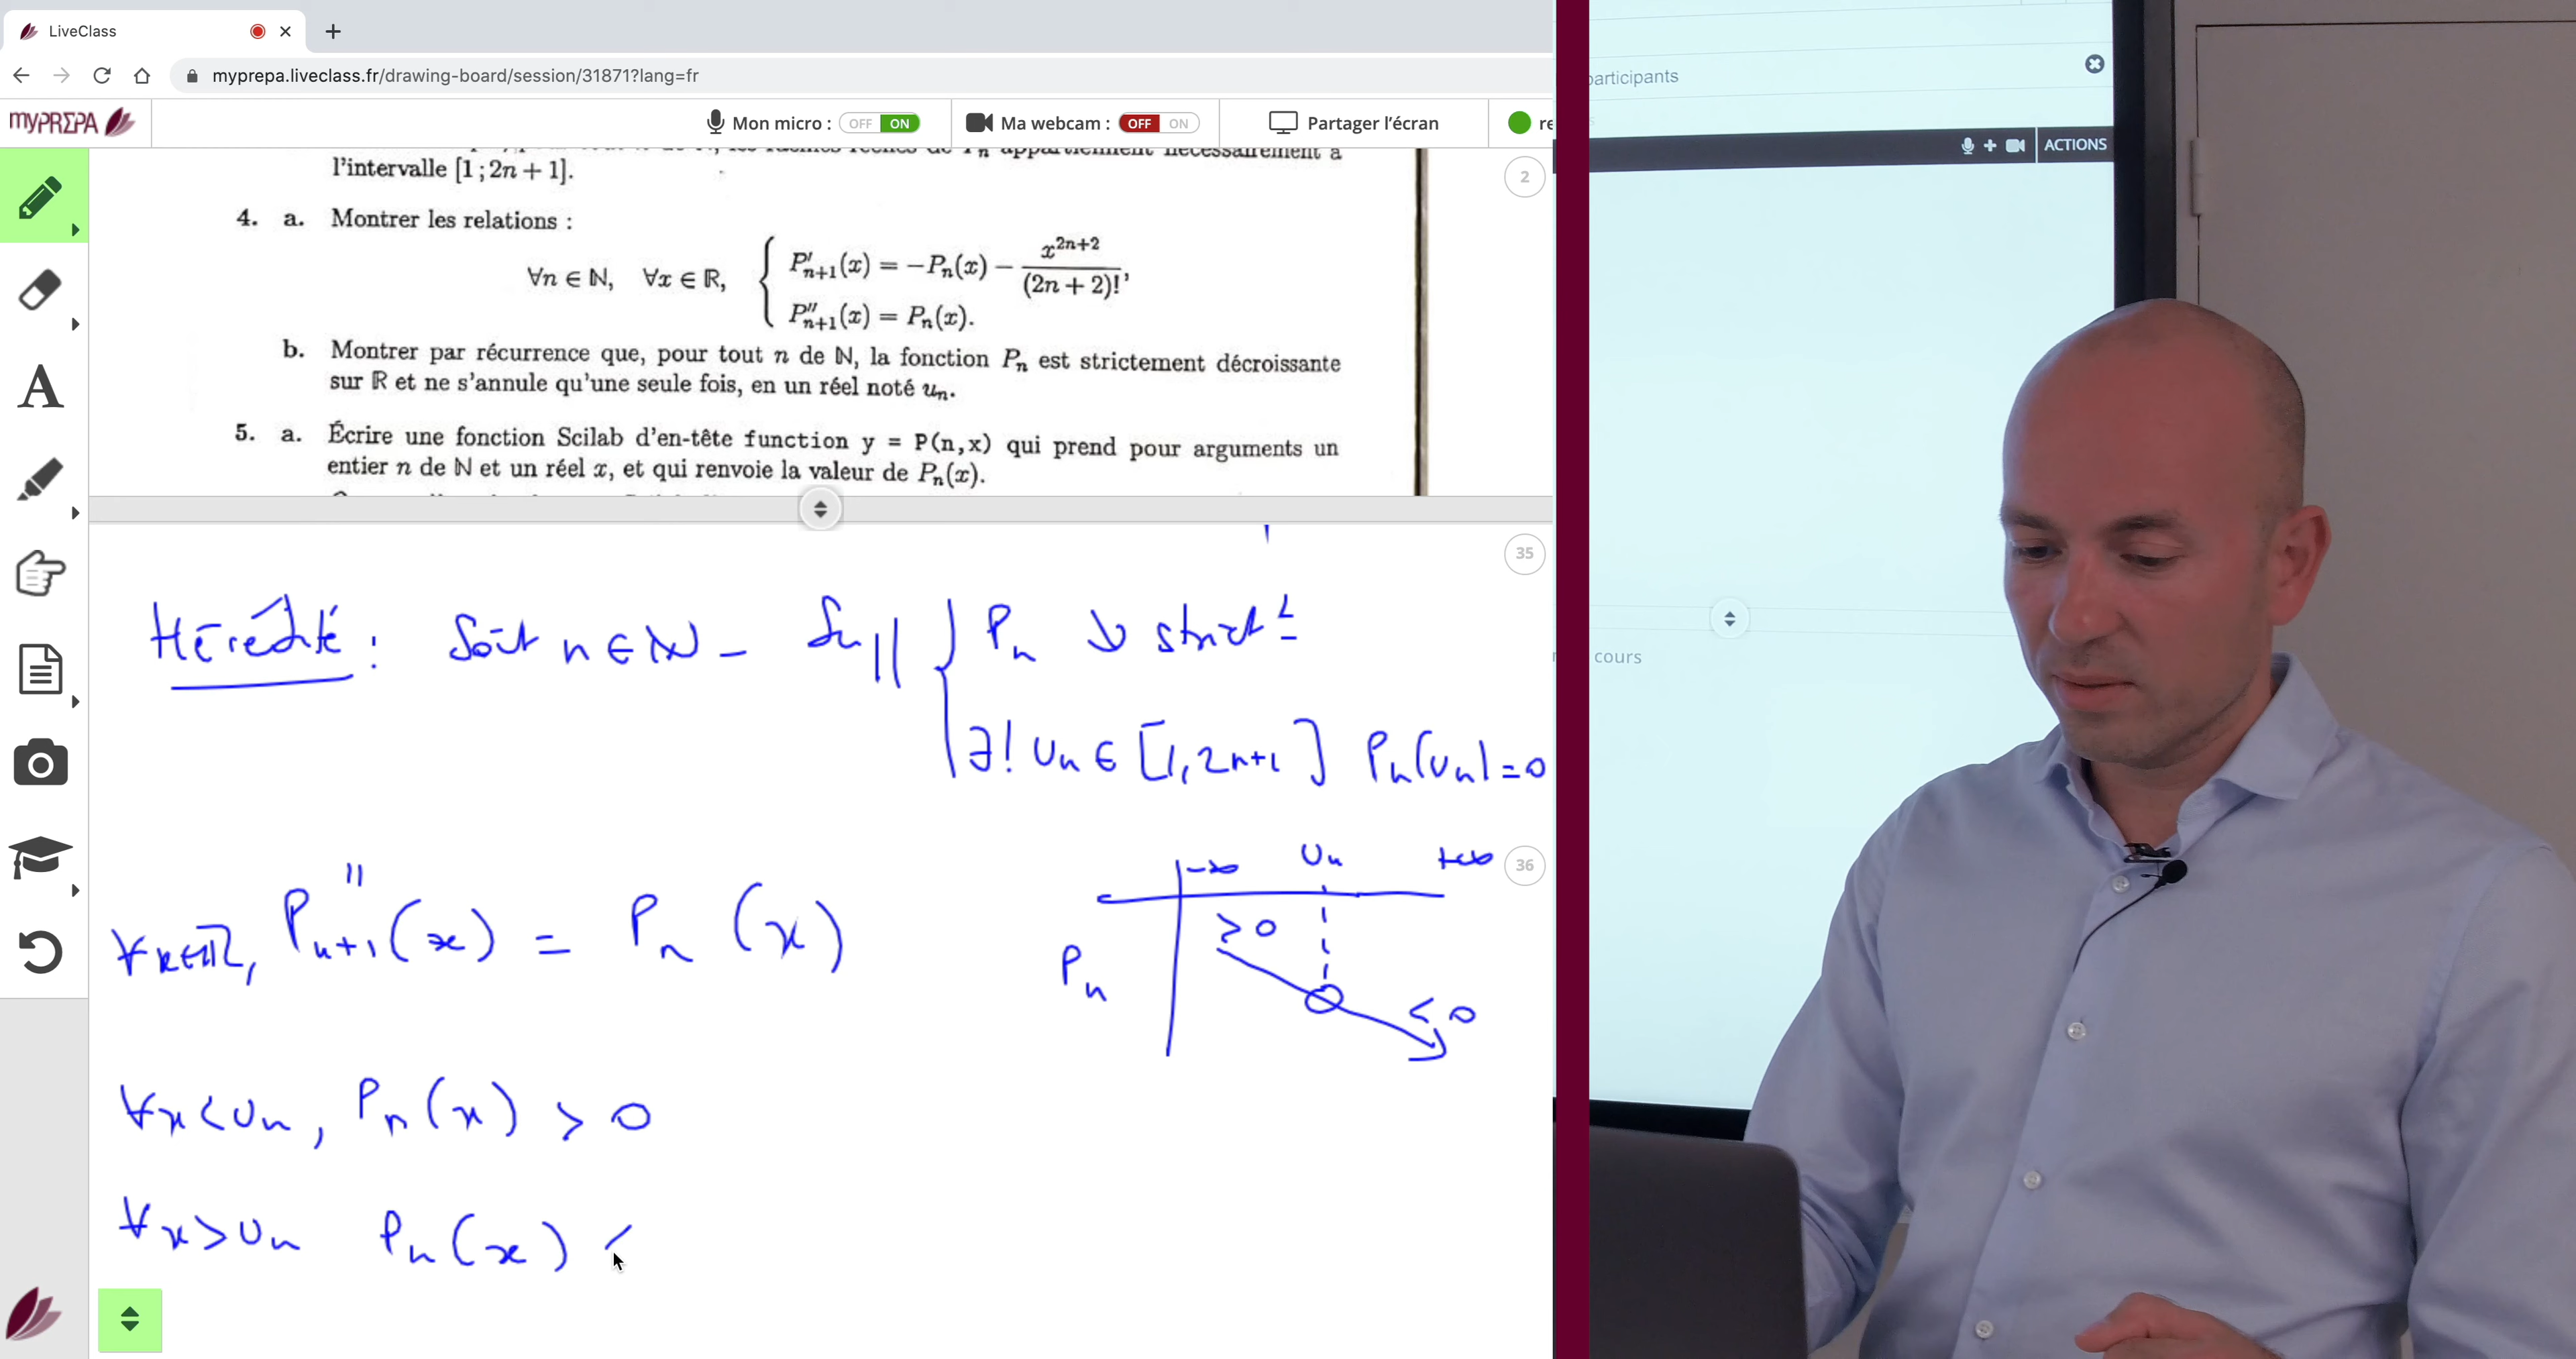 LiveClass
myprepa.liveclass.fr/drawing-board/session/31871?lang=fr
myPRΣPA
Mon micro : OFF ON
Ma webcam : OFF ON
Partager l'écran
re
participants
ACTIONS
cours
l'intervalle [1 ; 2n + 1].
2
4. a. Montrer les relations :
∀n ∈ ℕ, ∀x ∈ ℝ, { P′n+1(x) = −Pn(x) − x^{2n+2}/(2n + 2)!,
P″n+1(x) = Pn(x).
b. Montrer par récurrence que, pour tout n de ℕ, la fonction Pn est strictement décroissante
sur ℝ et ne s'annule qu'une seule fois, en un réel noté un.
5. a. Écrire une fonction Scilab d'en-tête function y = P(n,x) qui prend pour arguments un
entier n de ℕ et un réel x, et qui renvoie la valeur de Pn(x).
35
Hérédité : Soit n ∈ ℕ – { Pn ↘ strict^t
∃! un ∈ [1, 2n+1] Pn(un) = 0
36
−∞ un +∞
∀x∈ℝ, P″n+1(x) = Pn(x)
Pn ≥ 0 0 < 0
∀x < un, Pn(x) > 0
∀x > un Pn(x) <